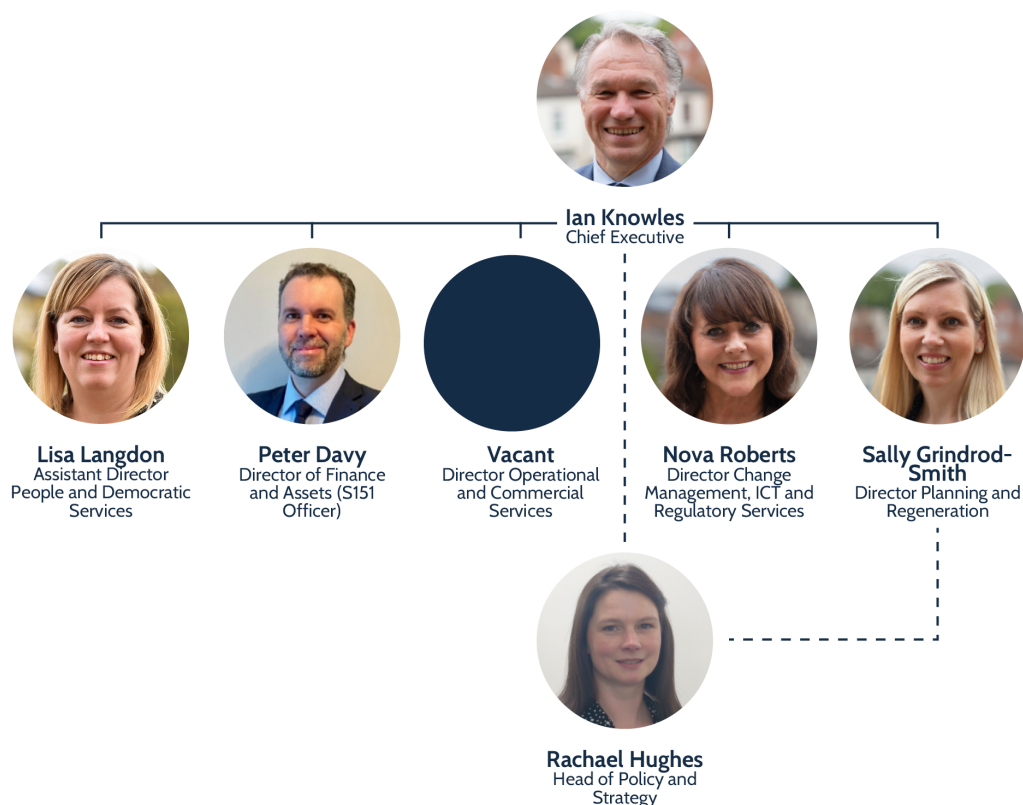 Ian Knowles
Chief Executive
Lisa Langdon
Assistant Director
People and Democratic
Services
Peter Davy
Director of Finance
and Assets (S151
Officer)
Vacant
Director Operational
and Commercial
Services
Nova Roberts
Director Change
Management, ICT and
Regulatory Services
Sally Grindrod-
Smith
Director Planning and
Regeneration
Rachael Hughes
Head of Policy and
Strategy